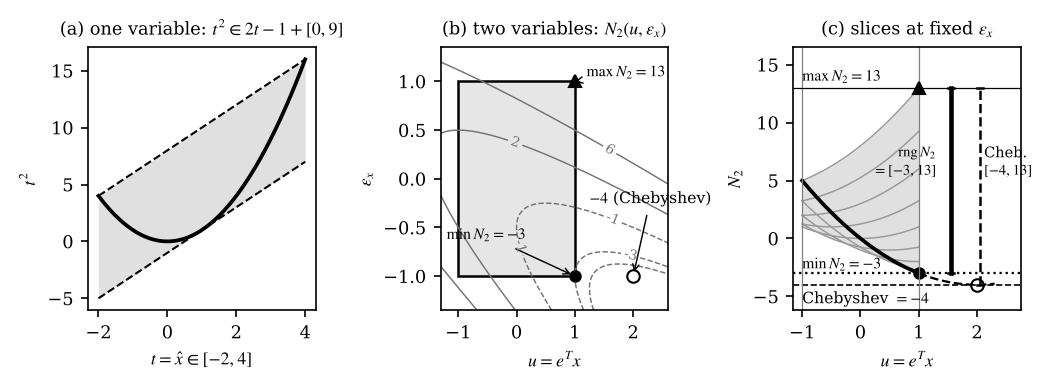 (a) one variable: t² ∈ 2t − 1 + [0, 9]
15
10
5
0
−5
t²
−2
0
2
4
t = x̂ ∈ [−2, 4]
(b) two variables: N₂(u, εₓ)
1.0
0.5
0.0
−0.5
−1.0
εₓ
max N₂ = 13
6
2
−4 (Chebyshev)
−1
min N₂ = −3
−3
−1
0
1
2
u = eᵀx
(c) slices at fixed εₓ
15
10
5
0
−5
N₂
max N₂ = 13
rng N₂
= [−3, 13]
Cheb.
[−4, 13]
min N₂ = −3
Chebyshev = −4
−1
0
1
2
u = eᵀx